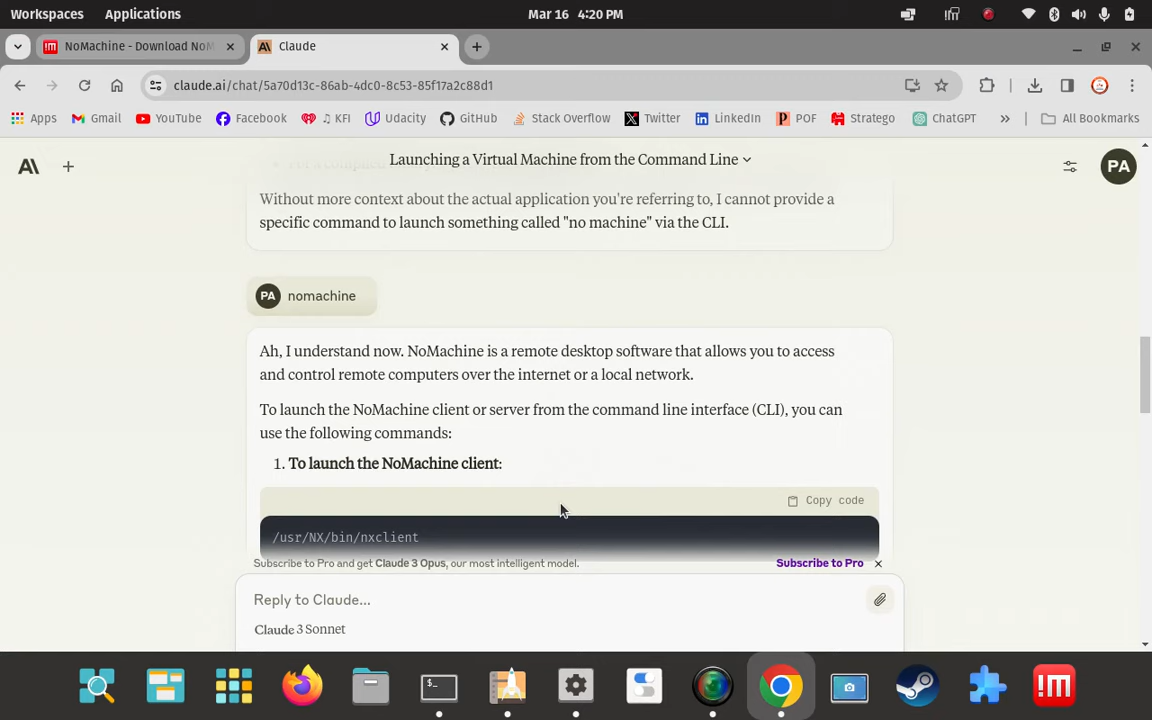 Workspaces Applications Mar 16 4:20 PM
NoMachine - Download NoM Claude
claude.ai/chat/5a70d13c-86ab-4dc0-8c53-85f17a2c88d1
Apps Gmail YouTube Facebook ♫ KFI Udacity GitHub Stack Overflow Twitter LinkedIn POF Stratego ChatGPT » All Bookmarks
Launching a Virtual Machine from the Command Line
PA
Without more context about the actual application you're referring to, I cannot provide a
specific command to launch something called "no machine" via the CLI.
PA nomachine
Ah, I understand now. NoMachine is a remote desktop software that allows you to access
and control remote computers over the internet or a local network.
To launch the NoMachine client or server from the command line interface (CLI), you can
use the following commands:
1. To launch the NoMachine client:
Copy code
/usr/NX/bin/nxclient
Subscribe to Pro and get Claude 3 Opus, our most intelligent model. Subscribe to Pro
Reply to Claude...
Claude 3 Sonnet